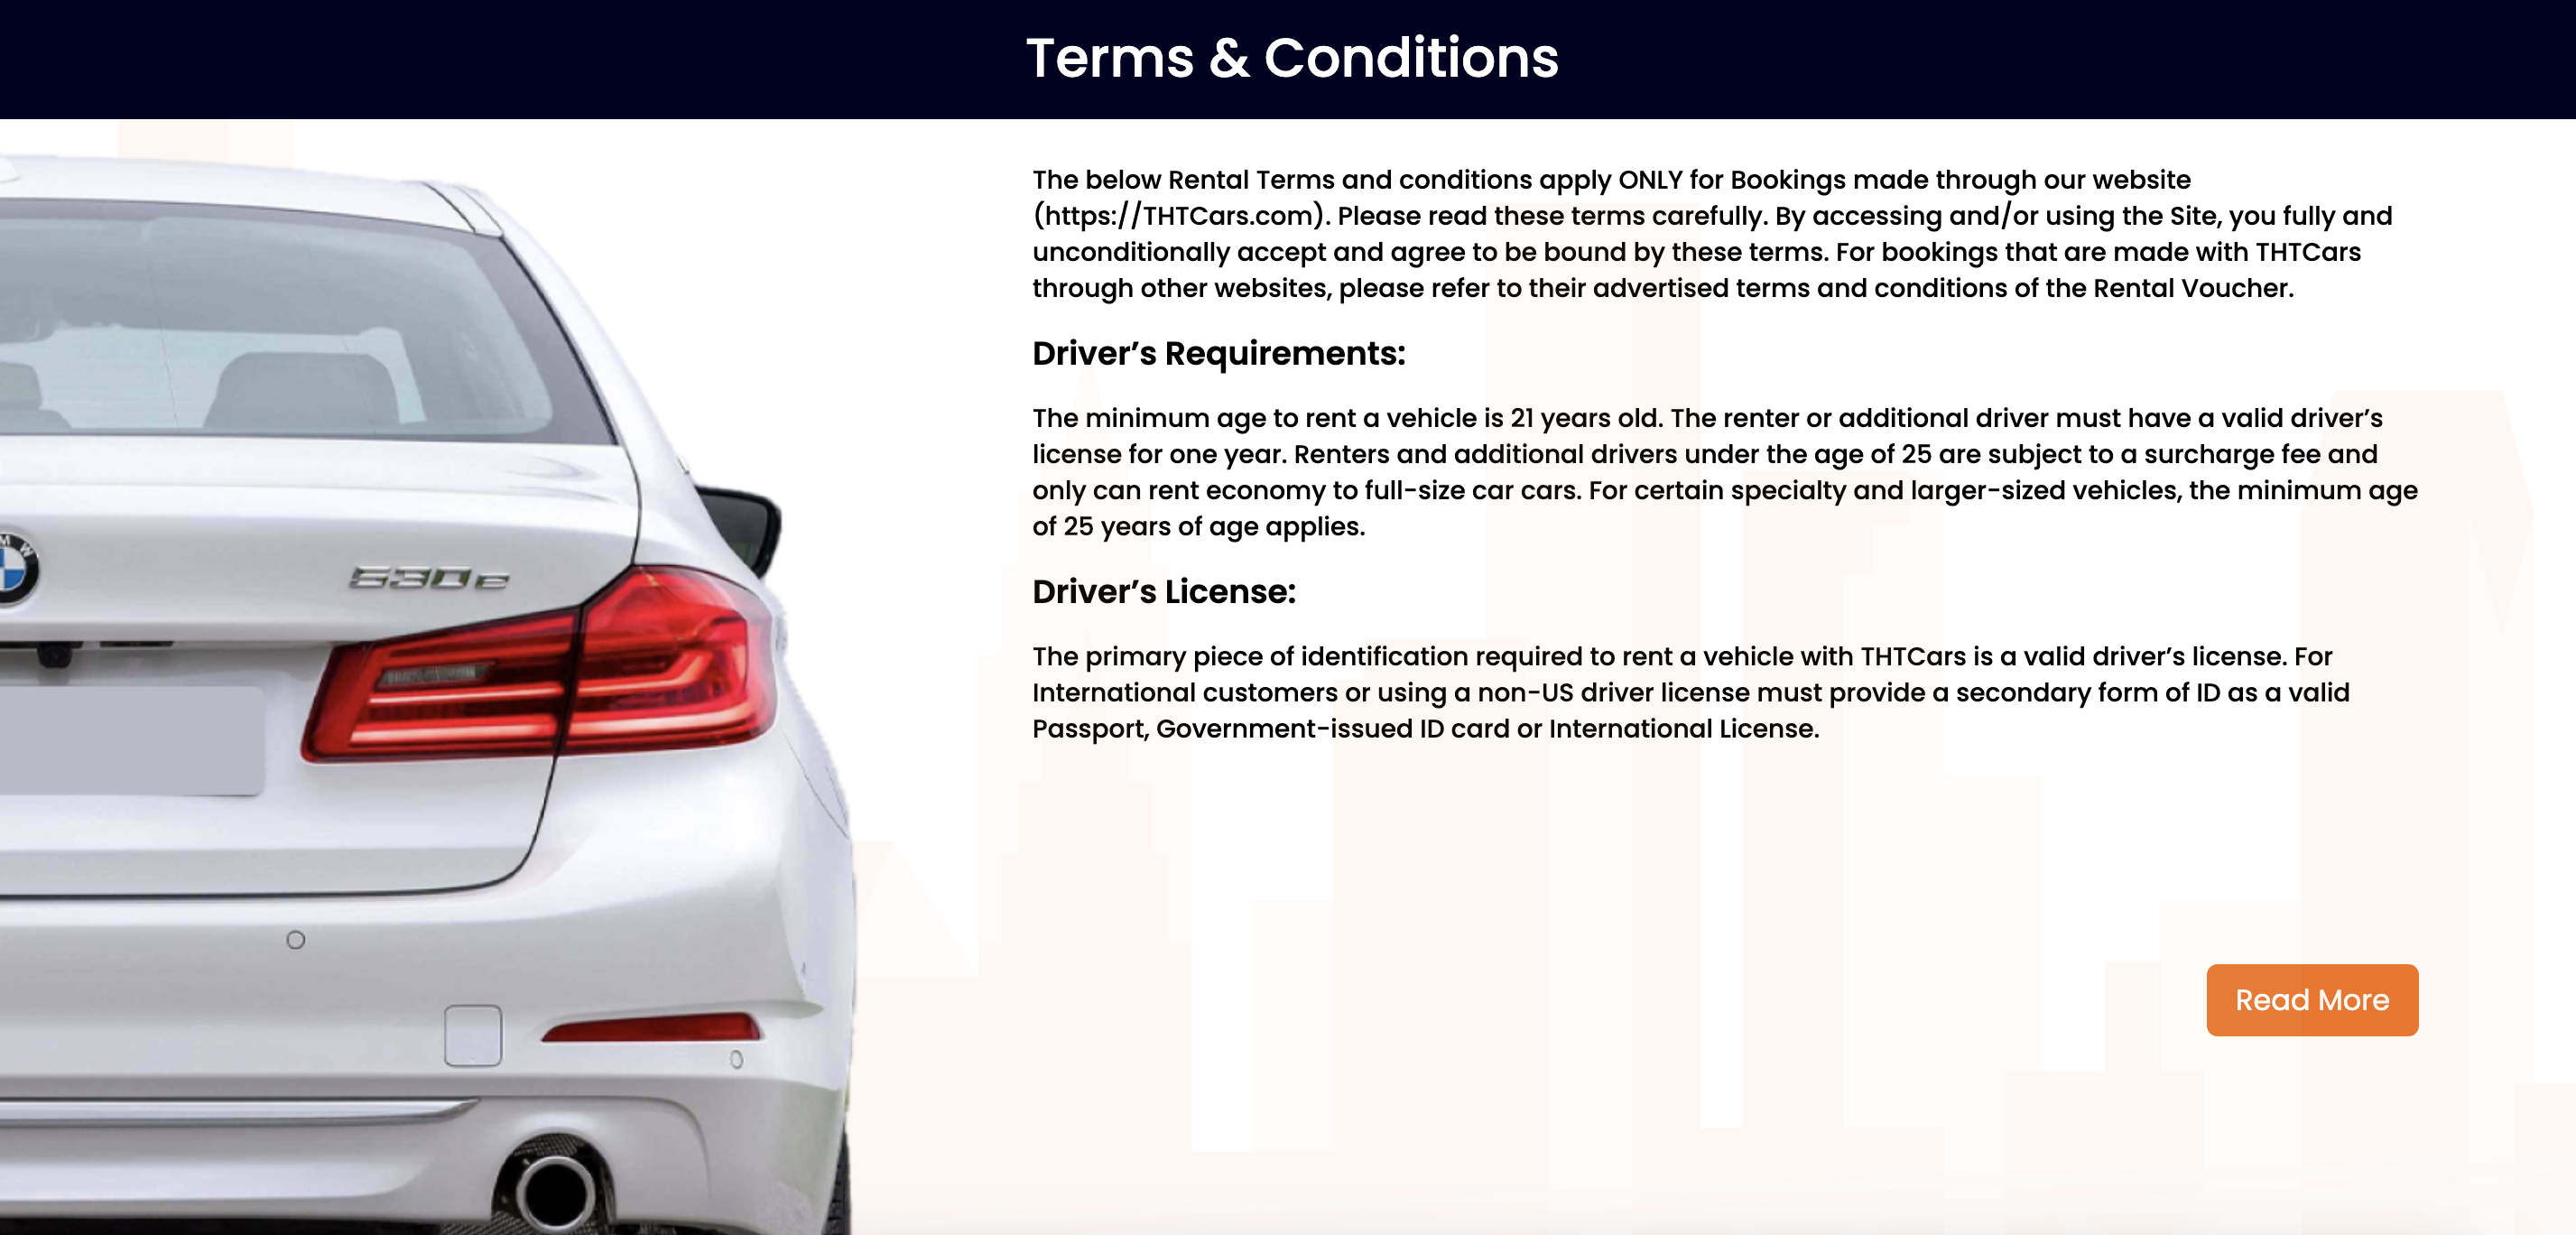 Terms & Conditions
The below Rental Terms and conditions apply ONLY for Bookings made through our website
(https://THTCars.com). Please read these terms carefully. By accessing and/or using the Site, you fully and
unconditionally accept and agree to be bound by these terms. For bookings that are made with THTCars
through other websites, please refer to their advertised terms and conditions of the Rental Voucher.
Driver’s Requirements:
The minimum age to rent a vehicle is 21 years old. The renter or additional driver must have a valid driver’s
license for one year. Renters and additional drivers under the age of 25 are subject to a surcharge fee and
only can rent economy to full-size car cars. For certain specialty and larger-sized vehicles, the minimum age
of 25 years of age applies.
Driver’s License:
The primary piece of identification required to rent a vehicle with THTCars is a valid driver’s license. For
International customers or using a non-US driver license must provide a secondary form of ID as a valid
Passport, Government-issued ID card or International License.
Read More
M W
530e